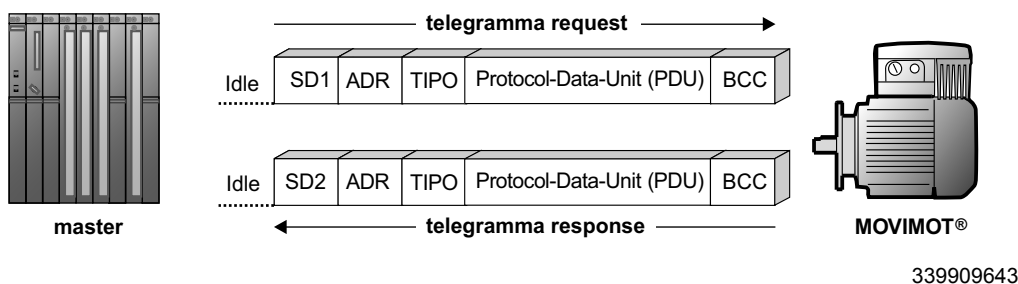 telegramma request
Idle SD1 ADR TIPO Protocol-Data-Unit (PDU) BCC
Idle SD2 ADR TIPO Protocol-Data-Unit (PDU) BCC
master telegramma response MOVIMOT®
339909643